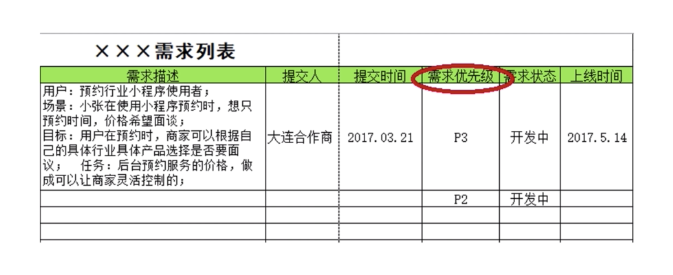 ×××需求列表
需求描述 提交人 提交时间 需求优先级 需求状态 上线时间
用户：预约行业小程序使用者；
场景：小张在使用小程序预约时，想只
预约时间，价格希望面谈；
目标：用户在预约时，商家可以根据自
己的具体行业具体产品选择是否要面
议；　任务：后台预约服务的价格，做
成可以让商家灵活控制的；
大连合作商 2017.03.21 P3 开发中 2017.5.14
P2 开发中